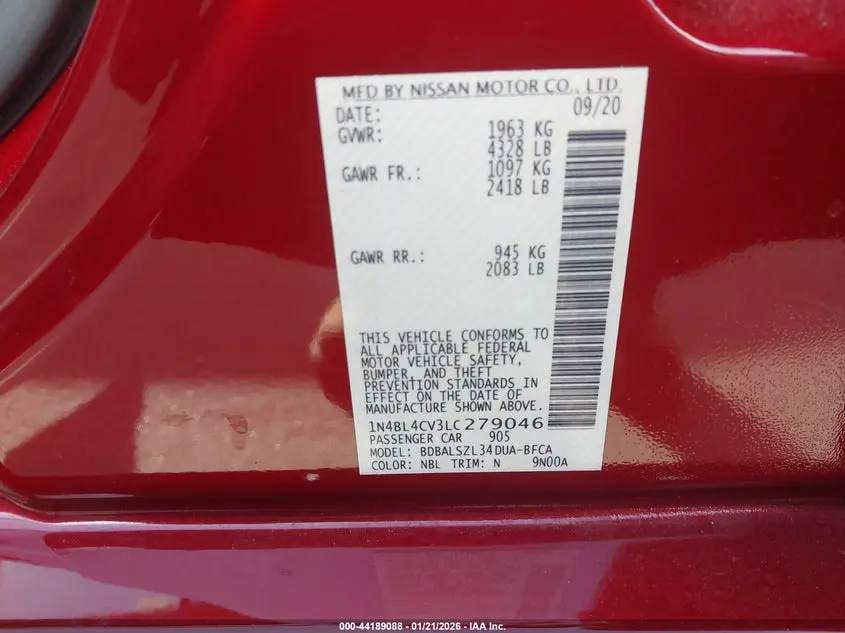 MFD BY NISSAN MOTOR CO., LTD.
DATE: 09/20
GVWR: 1963 KG
4328 LB
GAWR FR.: 1097 KG
2418 LB
GAWR RR.: 945 KG
2083 LB
THIS VEHICLE CONFORMS TO
ALL APPLICABLE FEDERAL
MOTOR VEHICLE SAFETY,
BUMPER, AND THEFT
PREVENTION STANDARDS IN
EFFECT ON THE DATE OF
MANUFACTURE SHOWN ABOVE.
1N4BL4CV3LC279046
PASSENGER CAR 905
MODEL: BDBALSZL34DUA-BFCA
COLOR: NBL TRIM: N 9N00A
000-44189088 - 01/21/2026 - IAA Inc.